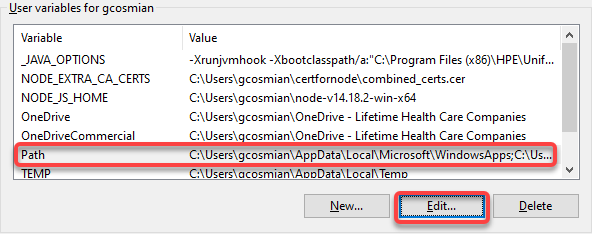 User variables for gcosmian
Variable Value
_JAVA_OPTIONS -Xrunjvmhook -Xbootclasspath/a:"C:\Program Files (x86)\HPE\Unif...
NODE_EXTRA_CA_CERTS C:\Users\gcosmian\certfornode\combined_certs.cer
NODE_JS_HOME C:\Users\gcosmian\node-v14.18.2-win-x64
OneDrive C:\Users\gcosmian\OneDrive - Lifetime Health Care Companies
OneDriveCommercial C:\Users\gcosmian\OneDrive - Lifetime Health Care Companies
Path C:\Users\gcosmian\AppData\Local\Microsoft\WindowsApps;C:\Us...
TEMP C:\Users\gcosmian\AppData\Local\Temp
New... Edit... Delete